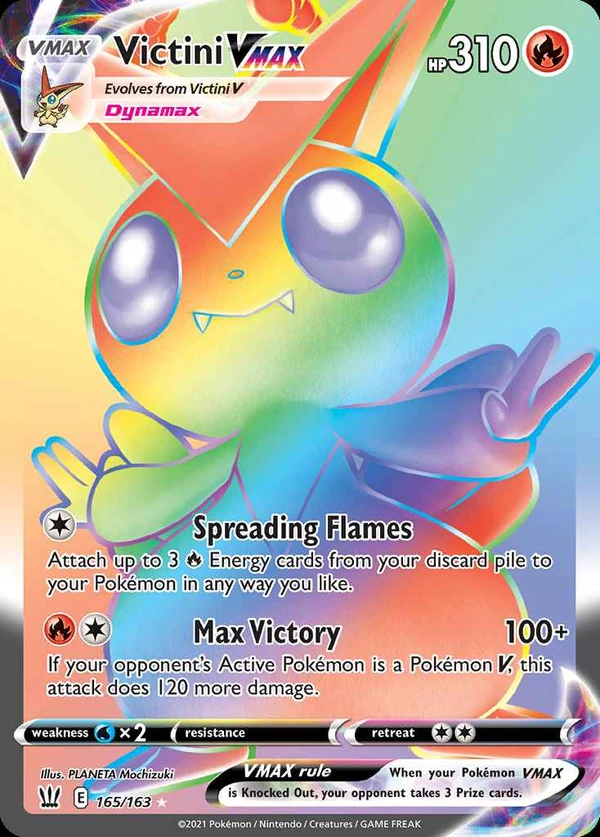 VMAX Victini VMAX HP 310
Evolves from Victini V
Dynamax
Spreading Flames
Attach up to 3 Energy cards from your discard pile to
your Pokémon in any way you like.
Max Victory 100+
If your opponent's Active Pokémon is a Pokémon V, this
attack does 120 more damage.
weakness ×2 resistance retreat
Illus. PLANETA Mochizuki
VMAX rule When your Pokémon VMAX
is Knocked Out, your opponent takes 3 Prize cards.
E 165/163
©2021 Pokémon / Nintendo / Creatures / GAME FREAK